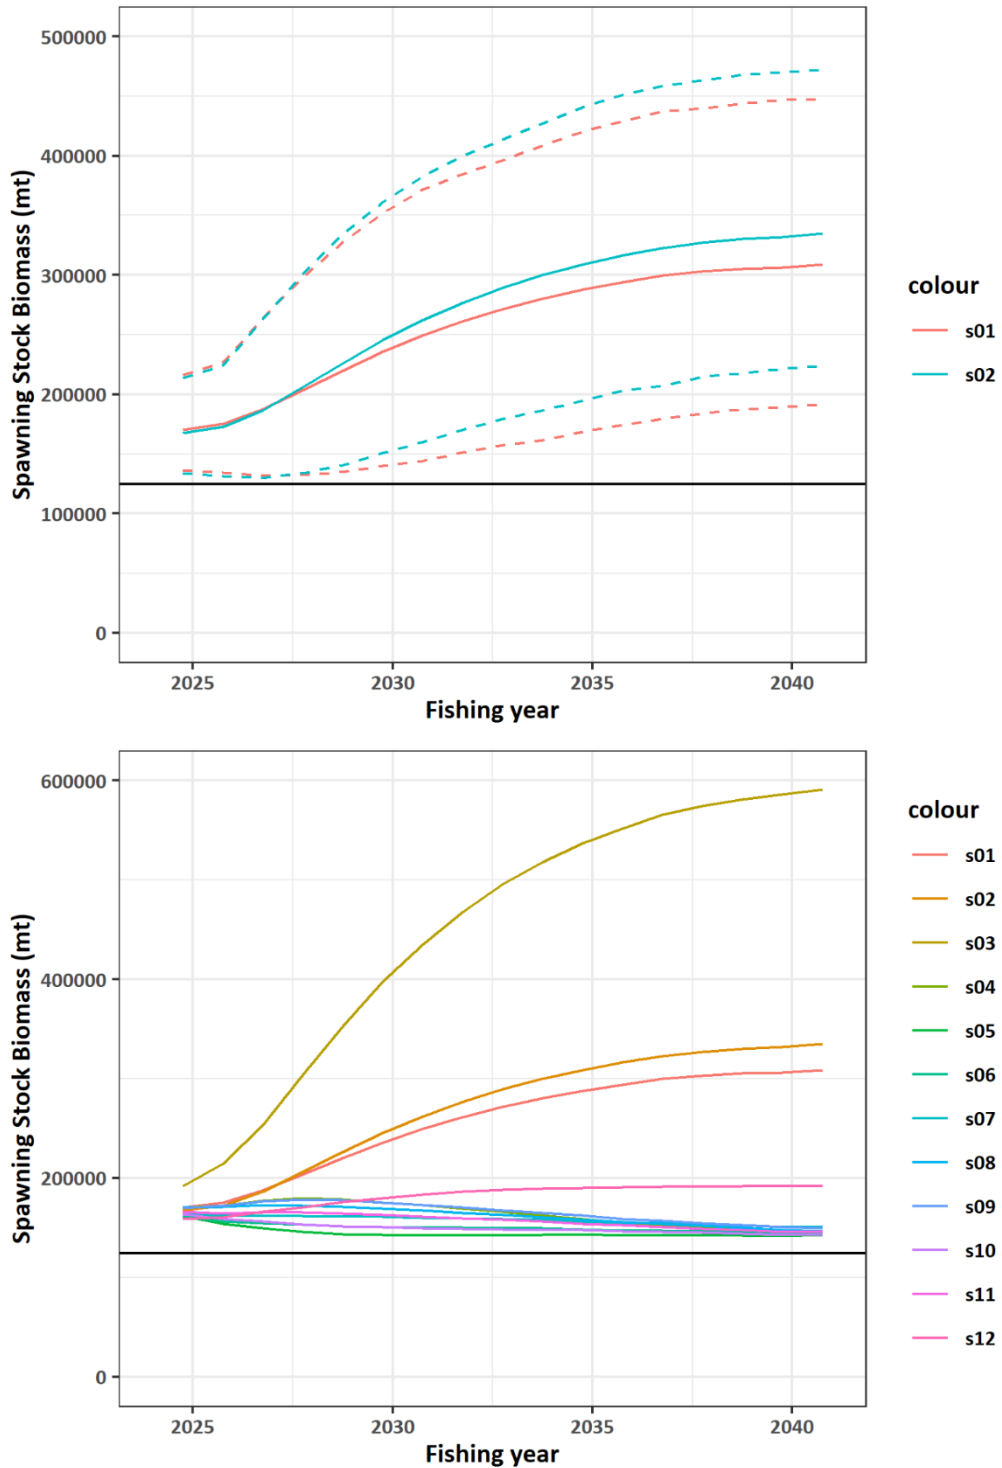 Spawning Stock Biomass (mt)
500000
400000
300000
200000
100000
0
2025 2030 2035 2040
Fishing year
colour
s01
s02
Spawning Stock Biomass (mt)
600000
400000
200000
0
2025 2030 2035 2040
Fishing year
colour
s01
s02
s03
s04
s05
s06
s07
s08
s09
s10
s11
s12